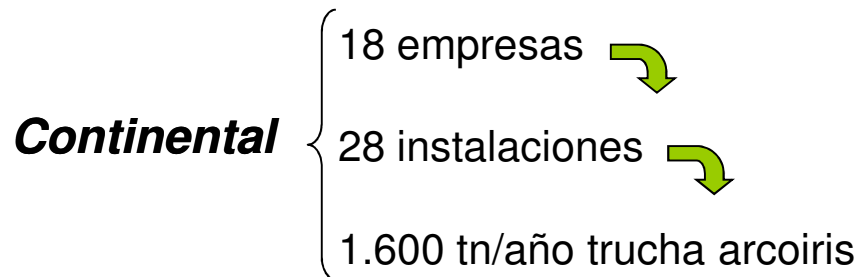 18 empresas
Continental
28 instalaciones
1.600 tn/año trucha arcoiris